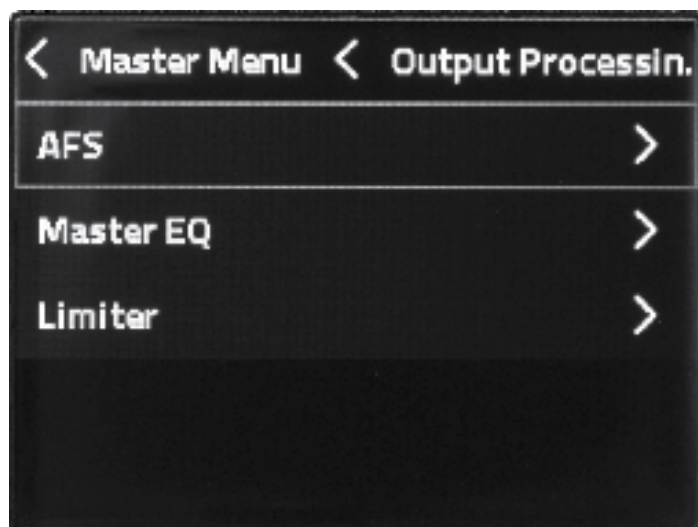 < Master Menu < Output Processin.
AFS >
Master EQ >
Limiter >